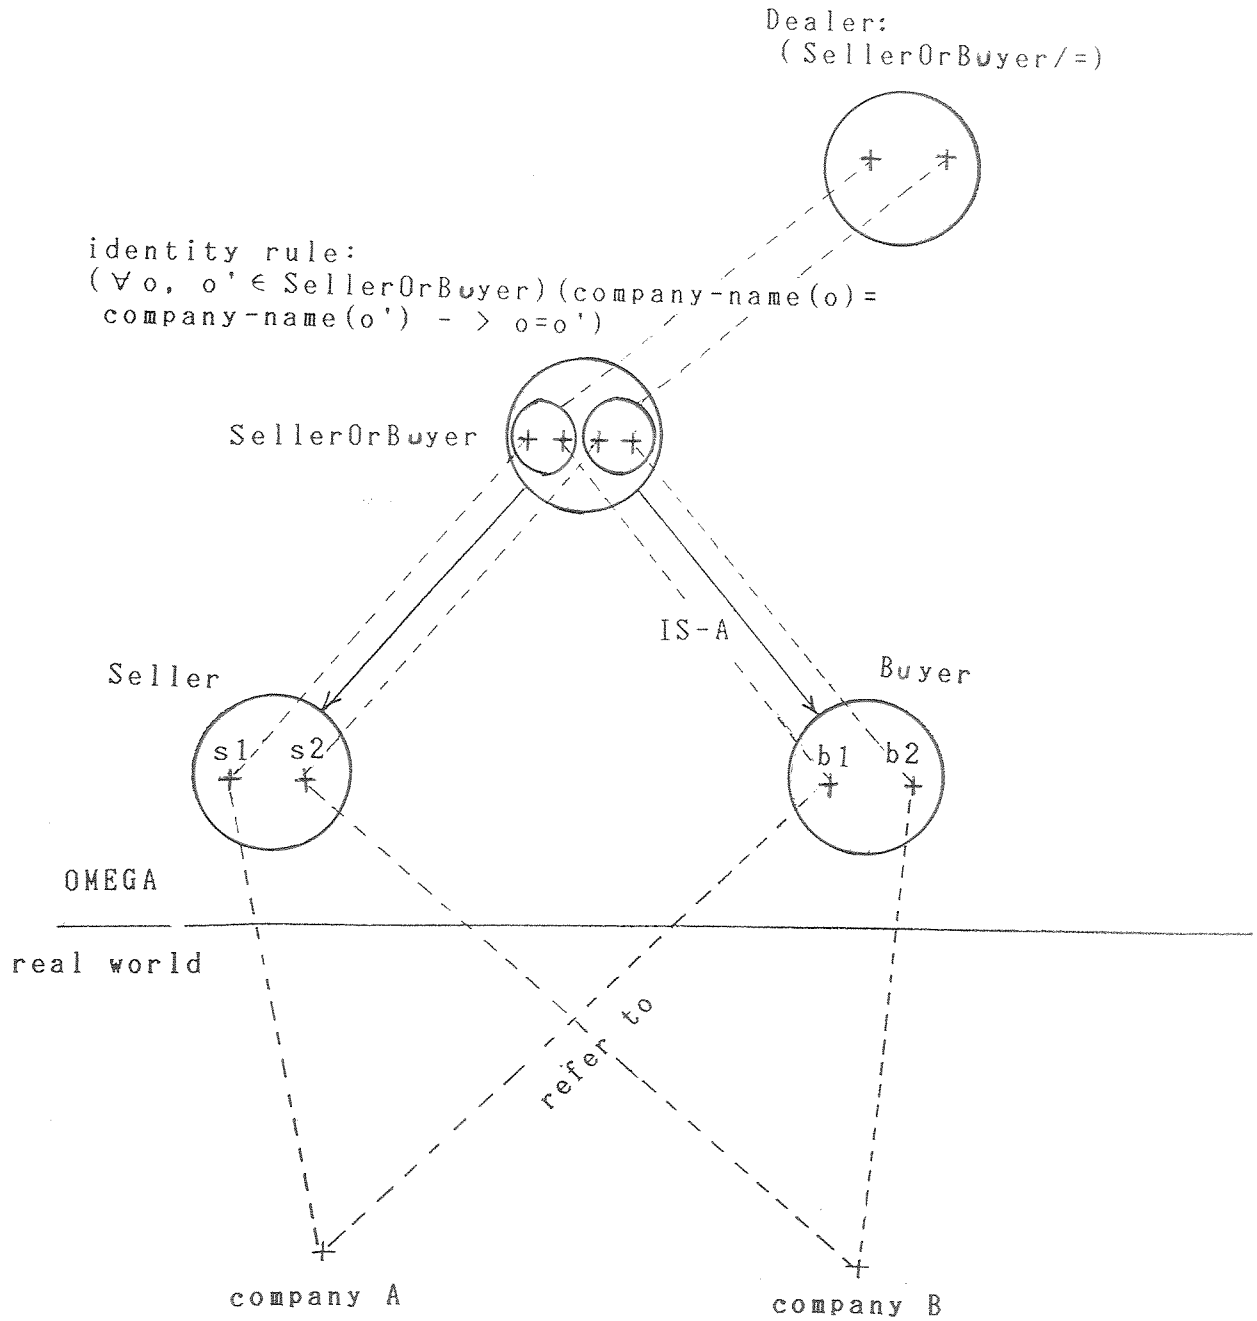 Dealer:
(SellerOrBuyer/=)
identity rule:
(∀o, o'∈SellerOrBuyer)(company-name(o)=
company-name(o') - > o=o')
SellerOrBuyer
IS-A
Seller
Buyer
s1 s2
b1 b2
OMEGA
real world
refer to
company A
company B